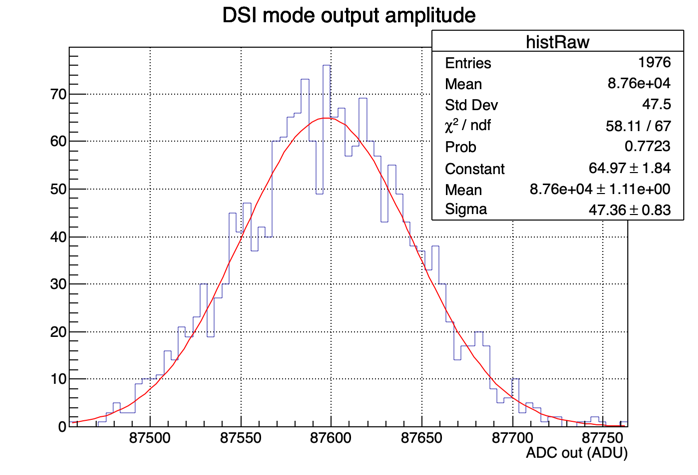 DSI mode output amplitude
histRaw
Entries 1976
Mean 8.76e+04
Std Dev 47.5
χ² / ndf 58.11 / 67
Prob 0.7723
Constant 64.97 ± 1.84
Mean 8.76e+04 ± 1.11e+00
Sigma 47.36 ± 0.83
70
60
50
40
30
20
10
0
87500 87550 87600 87650 87700 87750
ADC out (ADU)